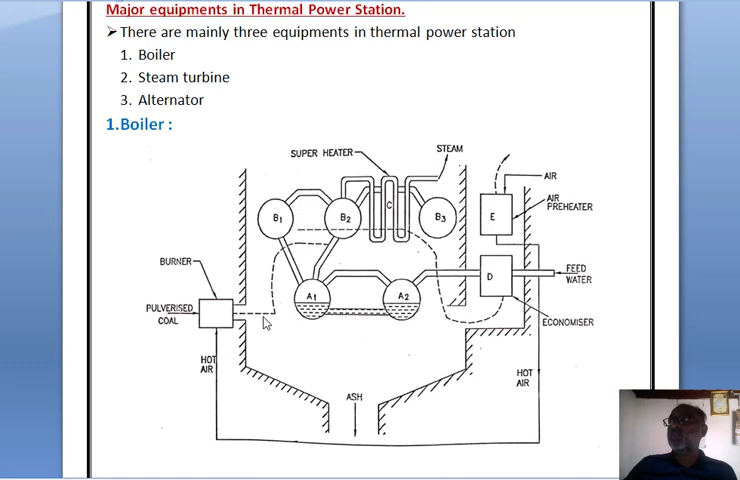 Major equipments in Thermal Power Station.
➤ There are mainly three equipments in thermal power station
1. Boiler
2. Steam turbine
3. Alternator
1.Boiler :
SUPER HEATER
STEAM
AIR
AIR
PREHEATER
B1
B2
C
B3
E
BURNER
FEED
WATER
D
A1
A2
PULVERISED
COAL
ECONOMISER
HOT
AIR
HOT
AIR
ASH